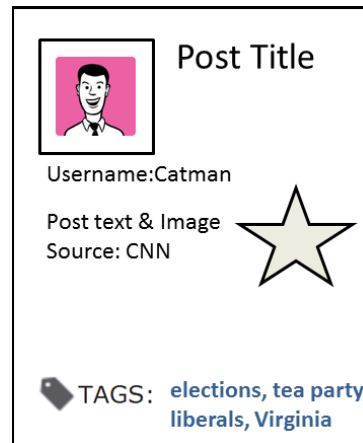 Post Title
Username:Catman
Post text & Image
Source: CNN
TAGS: elections, tea party
liberals, Virginia